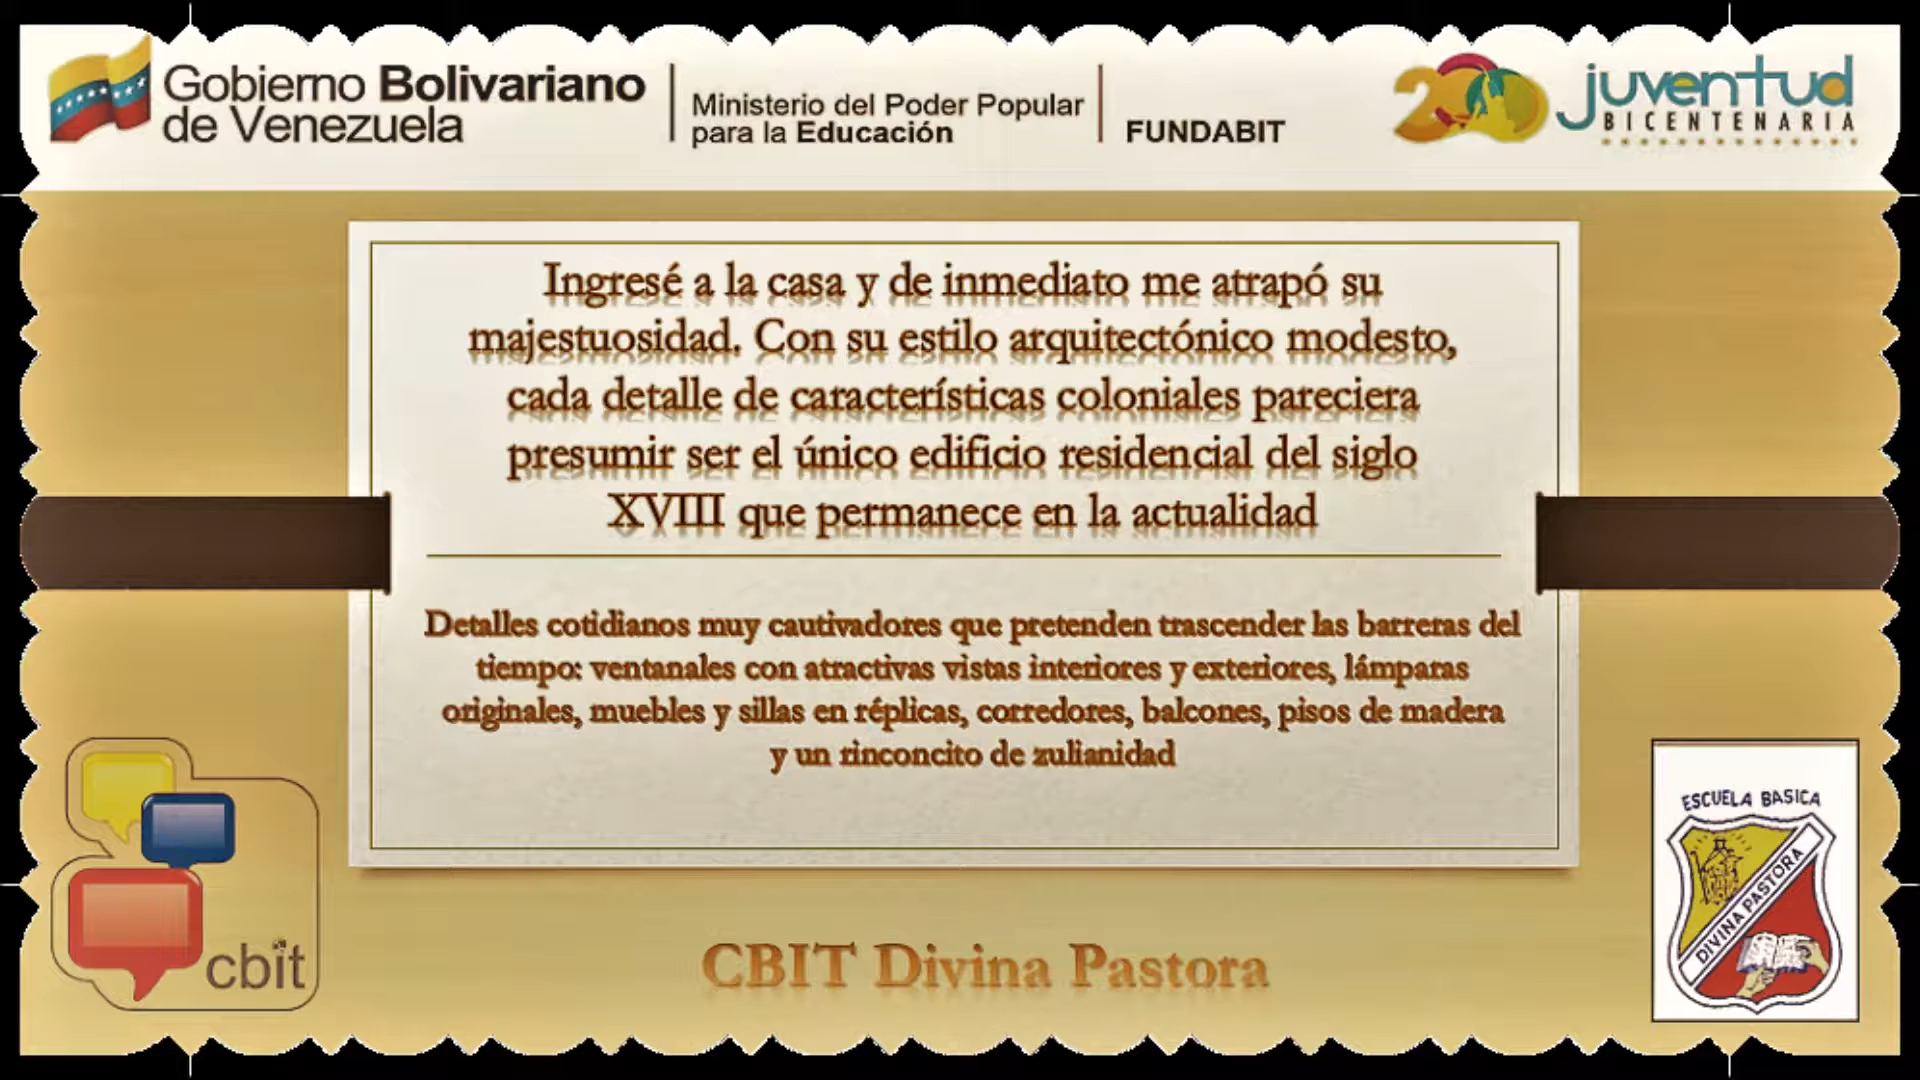 Gobierno Bolivariano
de Venezuela
Ministerio del Poder Popular
para la Educación
FUNDABIT
200 juventud
BICENTENARIA
Ingresé a la casa y de inmediato me atrapó su
majestuosidad. Con su estilo arquitectónico modesto,
cada detalle de características coloniales pareciera
presumir ser el único edificio residencial del siglo
XVIII que permanece en la actualidad
Detalles cotidianos muy cautivadores que pretenden trascender las barreras del
tiempo: ventanales con atractivas vistas interiores y exteriores, lámparas
originales, muebles y sillas en réplicas, corredores, balcones, pisos de madera
y un rinconcito de zulianidad
cbit
ESCUELA BASICA
DIVINA PASTORA
CBIT Divina Pastora